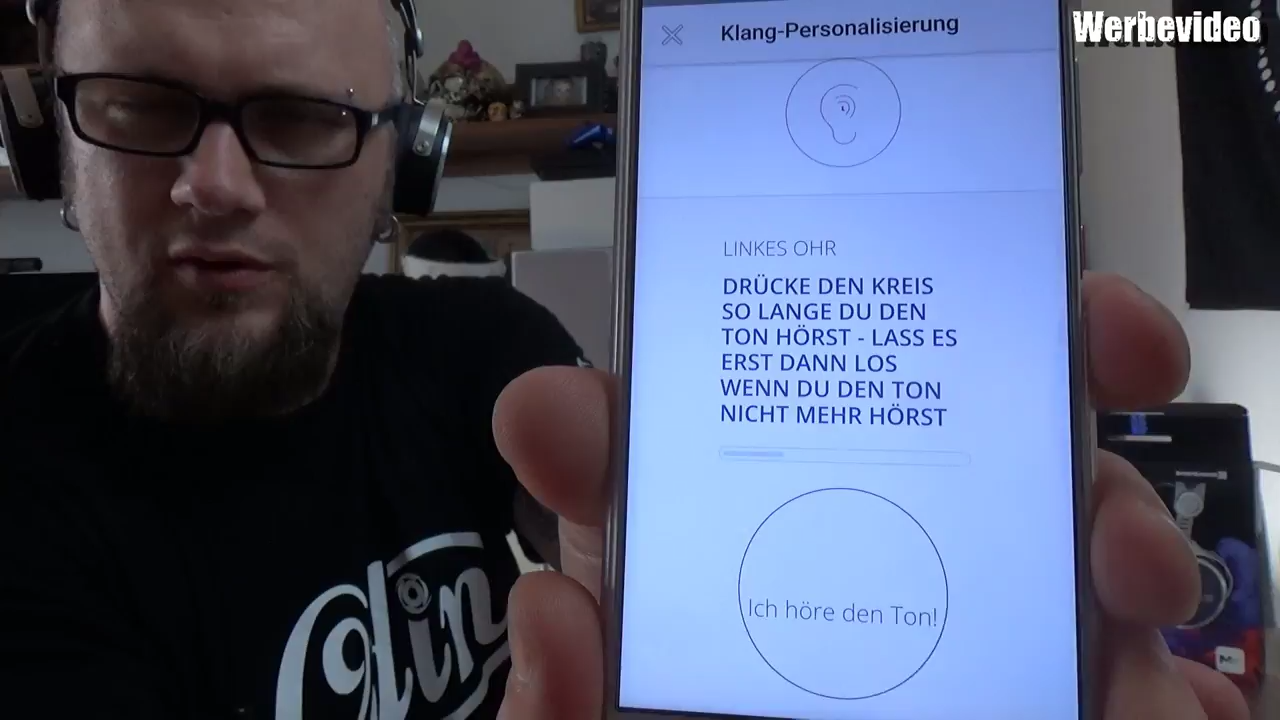 Werbevideo
Klang-Personalisierung
LINKES OHR
DRÜCKE DEN KREIS
SO LANGE DU DEN
TON HÖRST - LASS ES
ERST DANN LOS
WENN DU DEN TON
NICHT MEHR HÖRST
Ich höre den Ton!